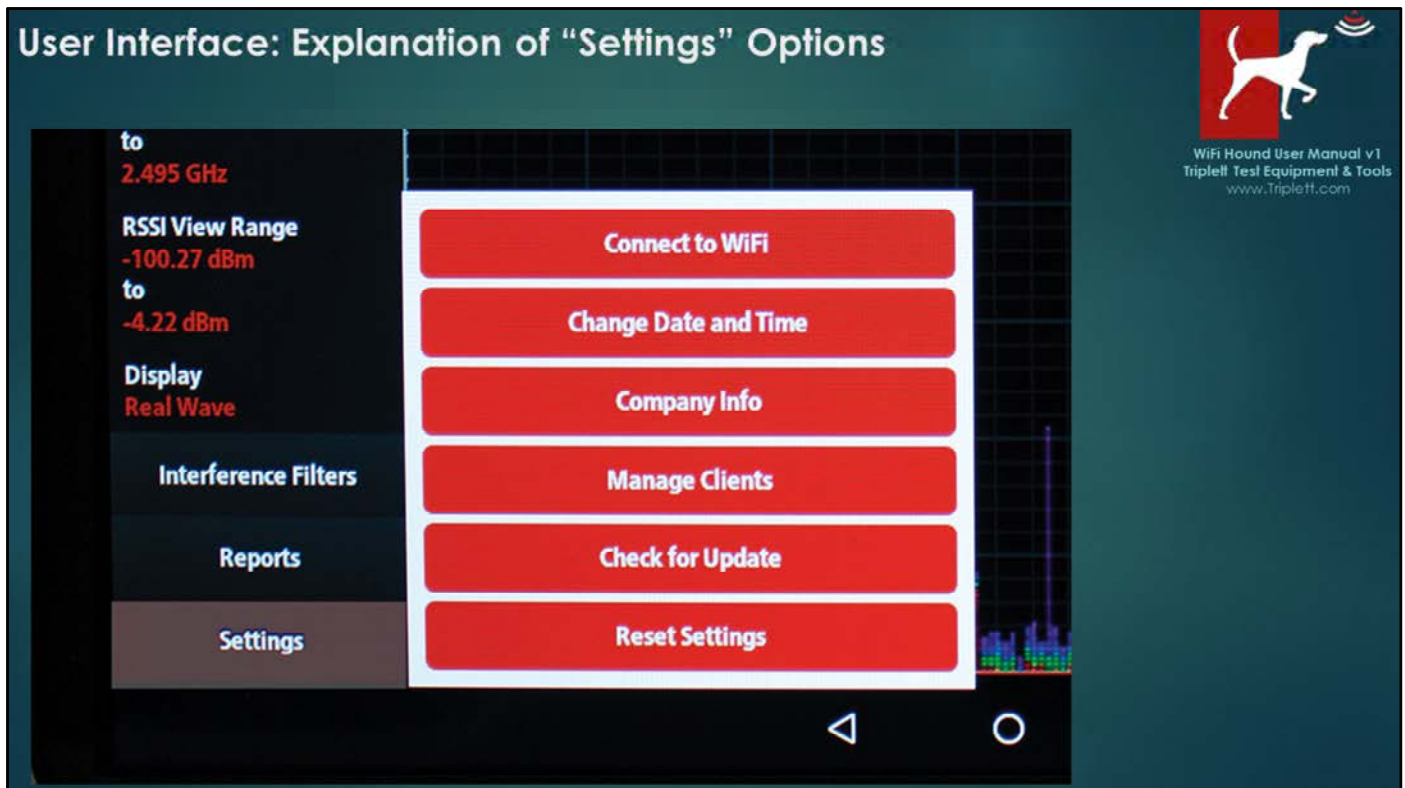 User Interface: Explanation of “Settings” Options
WiFi Hound User Manual v1
Triplett Test Equipment & Tools
www.Triplett.com
to
2.495 GHz
RSSI View Range
-100.27 dBm
to
-4.22 dBm
Display
Real Wave
Interference Filters
Reports
Settings
Connect to WiFi
Change Date and Time
Company Info
Manage Clients
Check for Update
Reset Settings